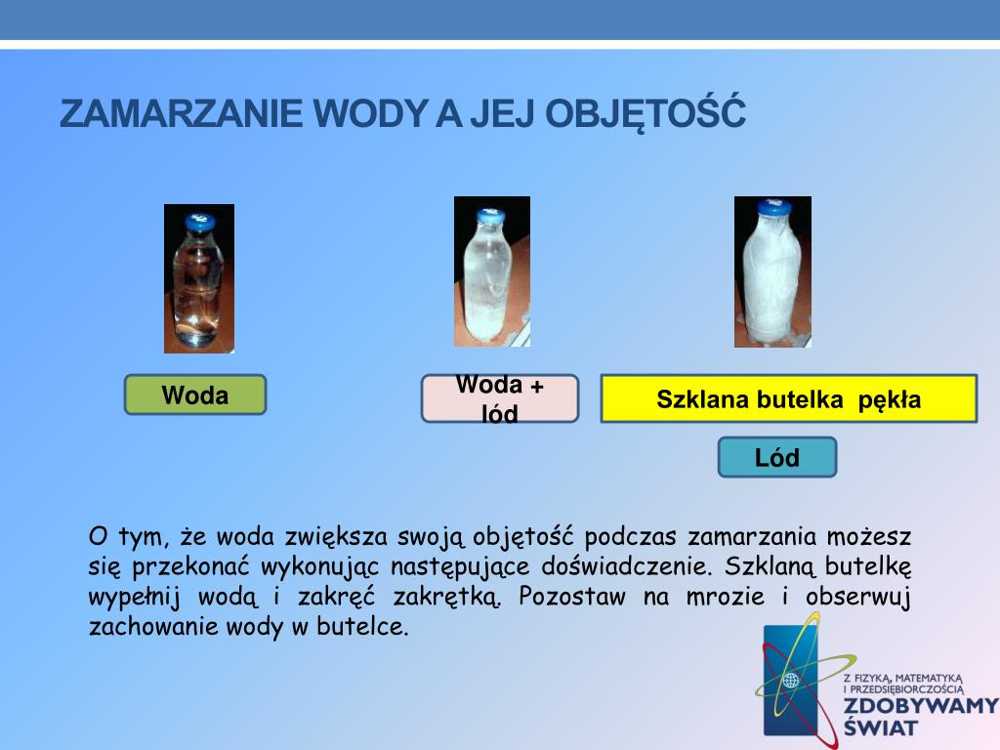 ZAMARZANIE WODY A JEJ OBJĘTOŚĆ
Woda
Woda +
lód
Szklana butelka pękła
Lód
O tym, że woda zwiększa swoją objętość podczas zamarzania możesz
się przekonać wykonując następujące doświadczenie. Szklaną butelkę
wypełnij wodą i zakręć zakrętką. Pozostaw na mrozie i obserwuj
zachowanie wody w butelce.
Z FIZYKĄ, MATEMATYKĄ
I PRZEDSIĘBIORCZOŚCIĄ
ZDOBYWAMY
ŚWIAT